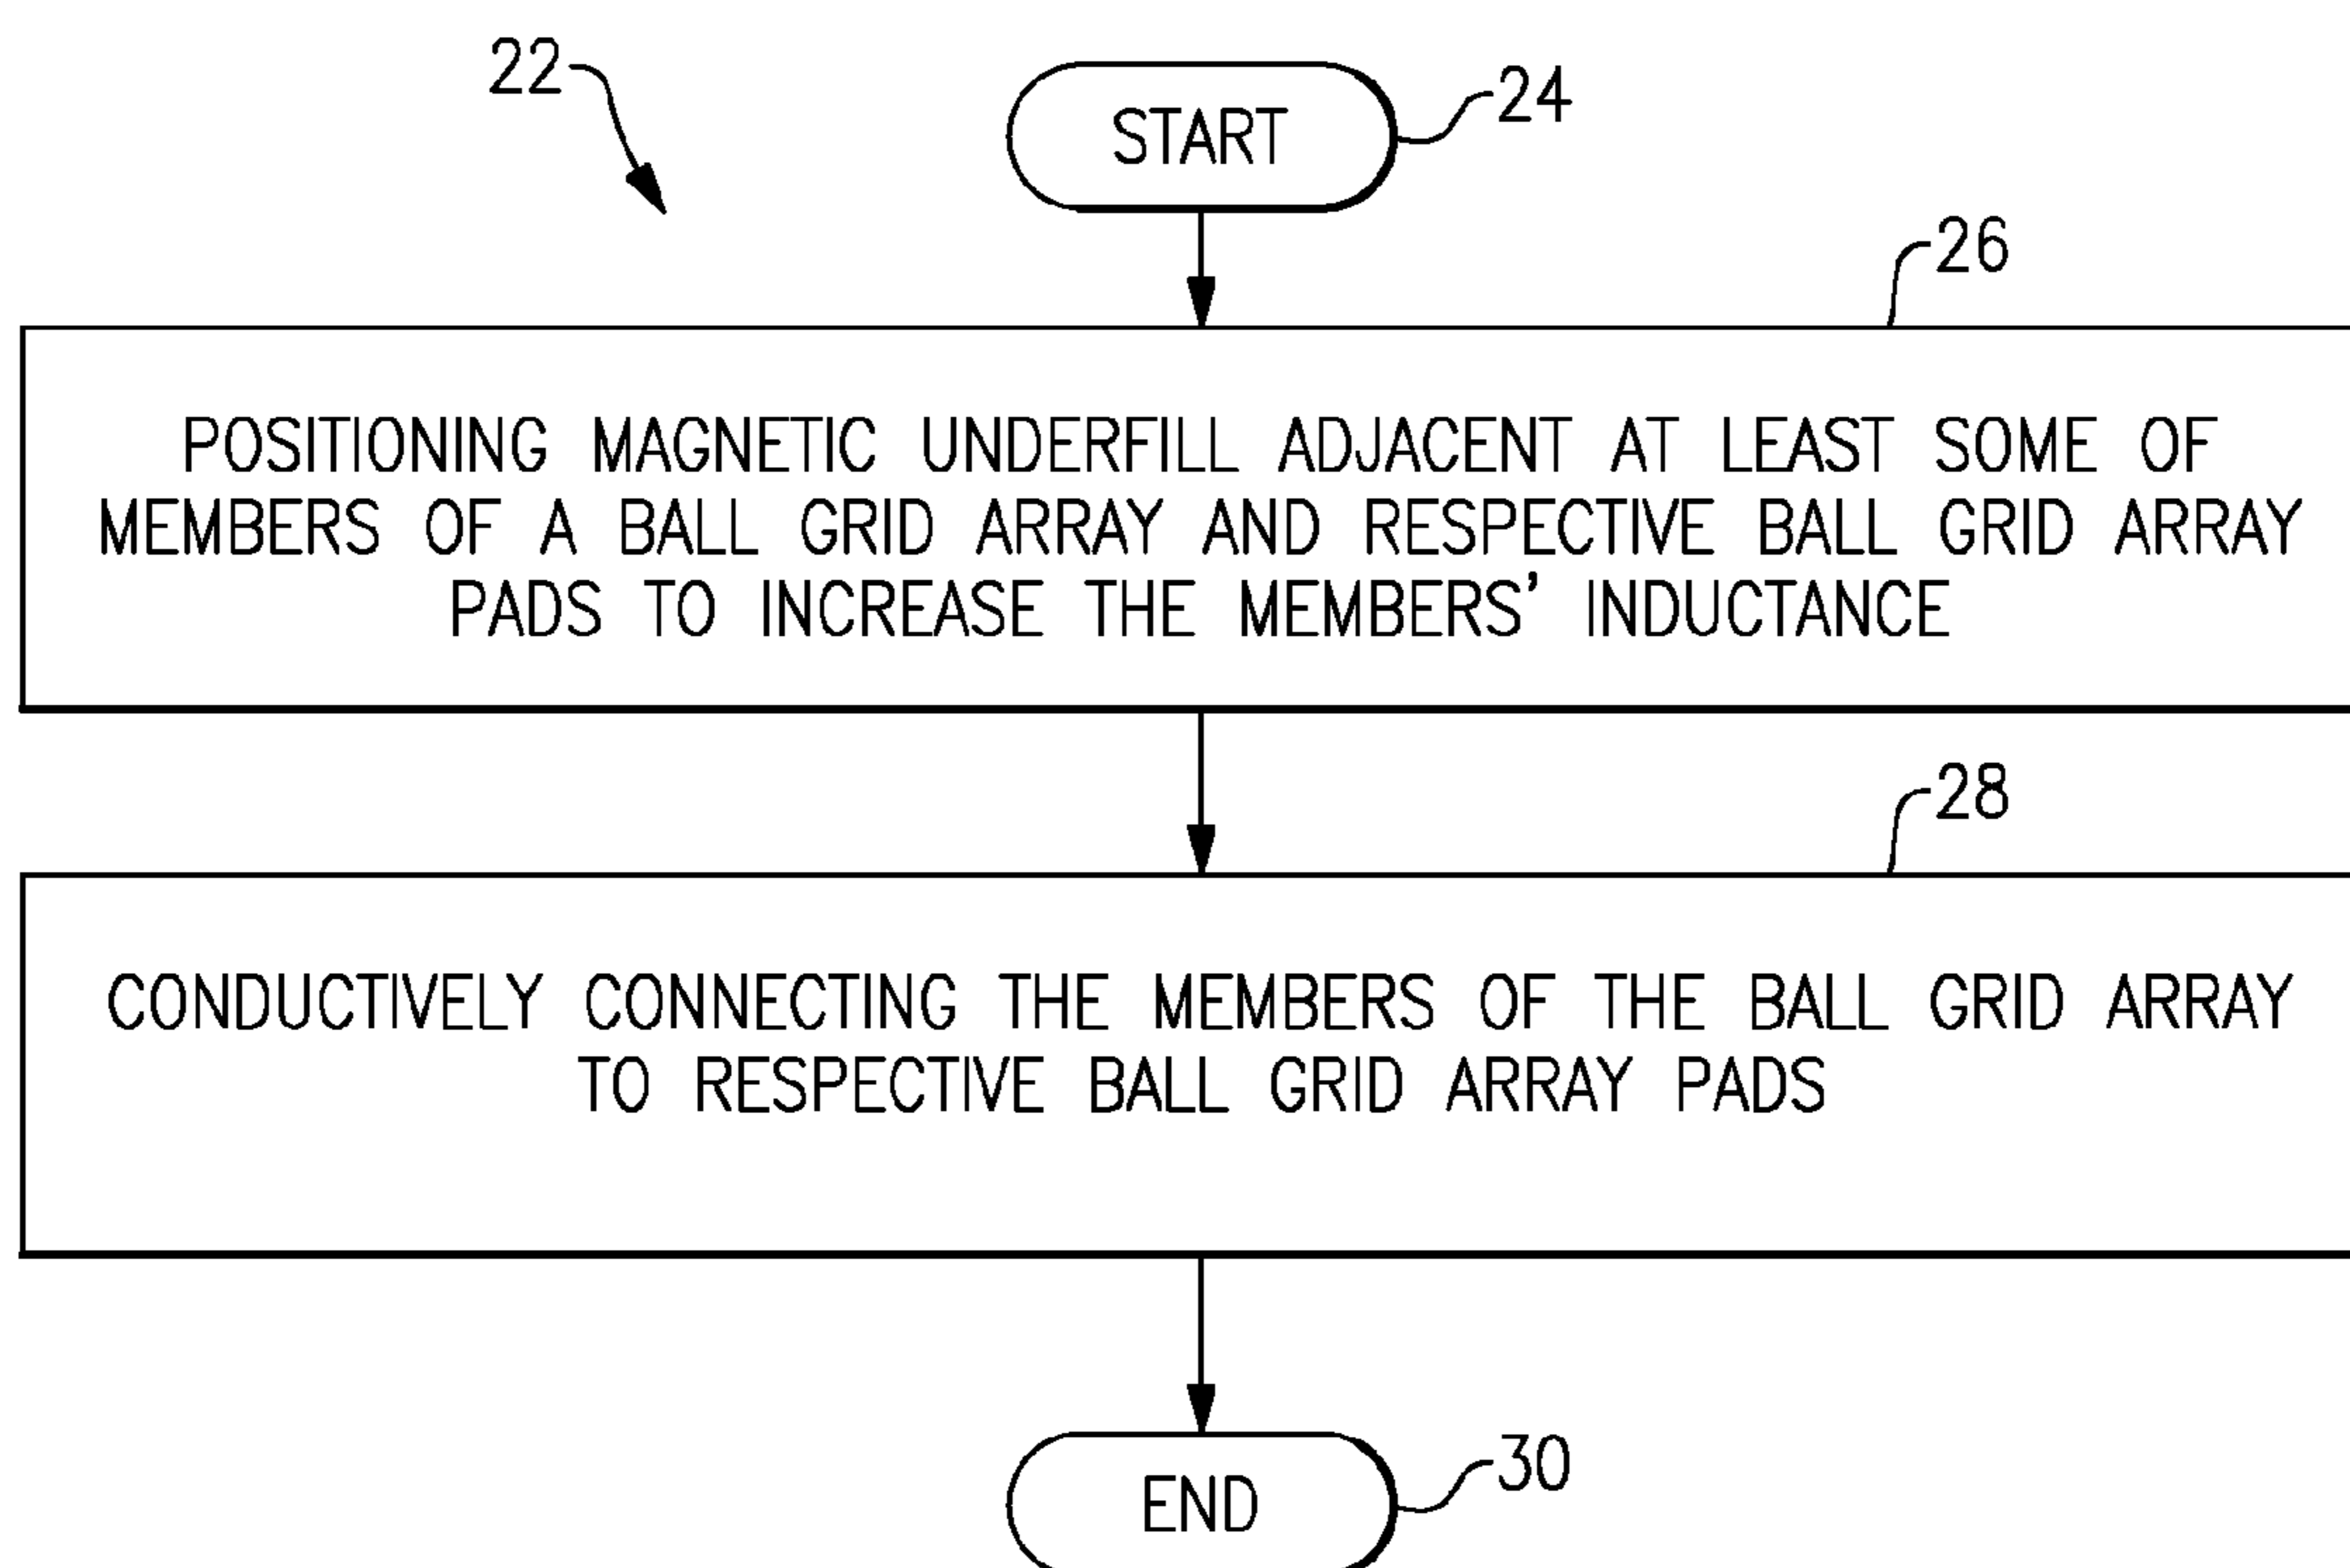 22
START
24
26
POSITIONING MAGNETIC UNDERFILL ADJACENT AT LEAST SOME OF
MEMBERS OF A BALL GRID ARRAY AND RESPECTIVE BALL GRID ARRAY
PADS TO INCREASE THE MEMBERS' INDUCTANCE
28
CONDUCTIVELY CONNECTING THE MEMBERS OF THE BALL GRID ARRAY
TO RESPECTIVE BALL GRID ARRAY PADS
END
30